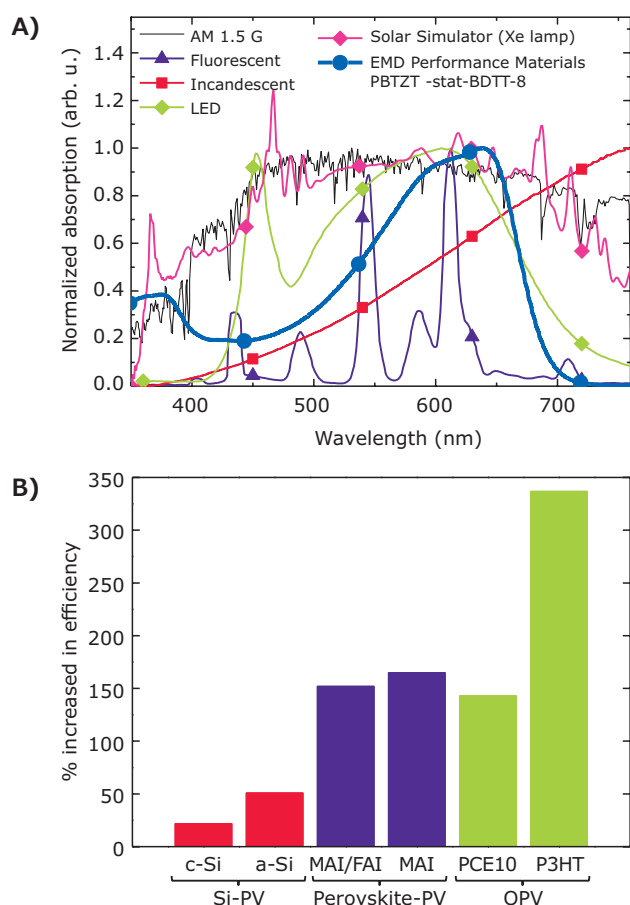 A)
AM 1.5 G
Fluorescent
Incandescent
LED
Solar Simulator (Xe lamp)
EMD Performance Materials
PBTZT -stat-BDTT-8
Normalized absorption (arb. u.)
1.4
1.2
1.0
0.8
0.6
0.4
0.2
0.0
400 500 600 700
Wavelength (nm)
B)
% increased in efficiency
350
300
250
200
150
100
50
0
c-Si a-Si MAI/FAI MAI PCE10 P3HT
Si-PV Perovskite-PV OPV